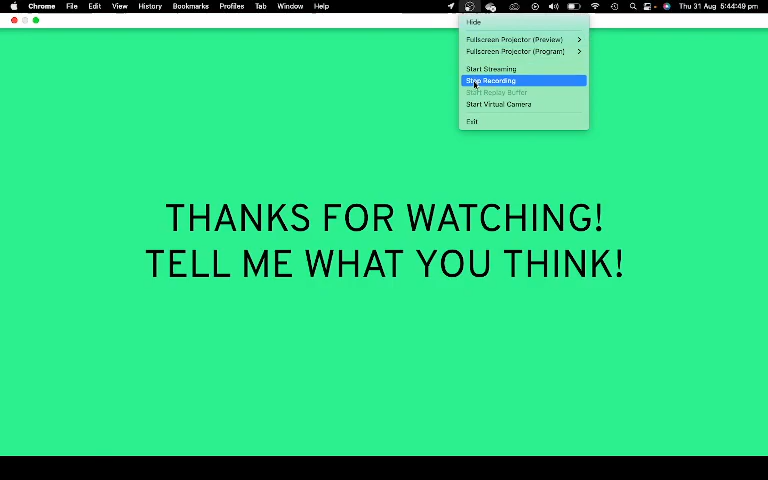 Chrome File Edit View History Bookmarks Profiles Tab Window Help Thu 31 Aug 5:44:49 pm
Hide
Fullscreen Projector (Preview)
Fullscreen Projector (Program)
Start Streaming
Stop Recording
Start Replay Buffer
Start Virtual Camera
Exit
THANKS FOR WATCHING!
TELL ME WHAT YOU THINK!